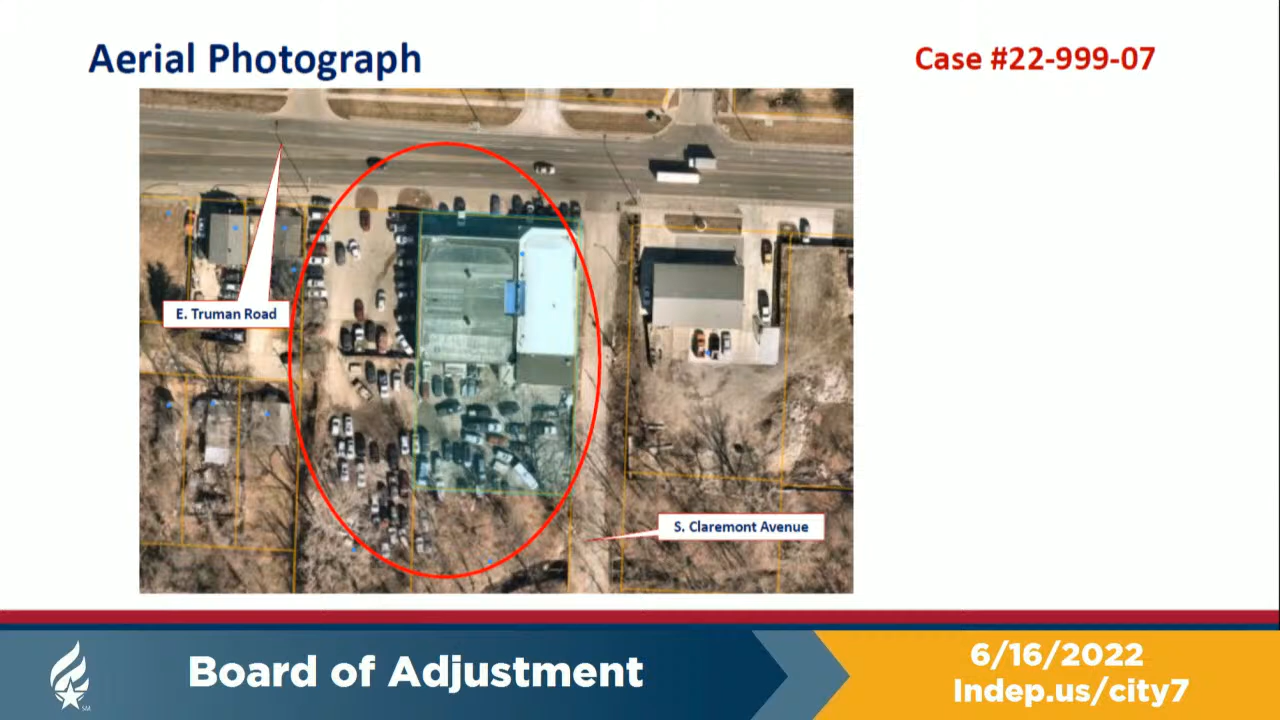 Aerial Photograph
Case #22-999-07
E. Truman Road
S. Claremont Avenue
Board of Adjustment
6/16/2022
Indep.us/city7
SM